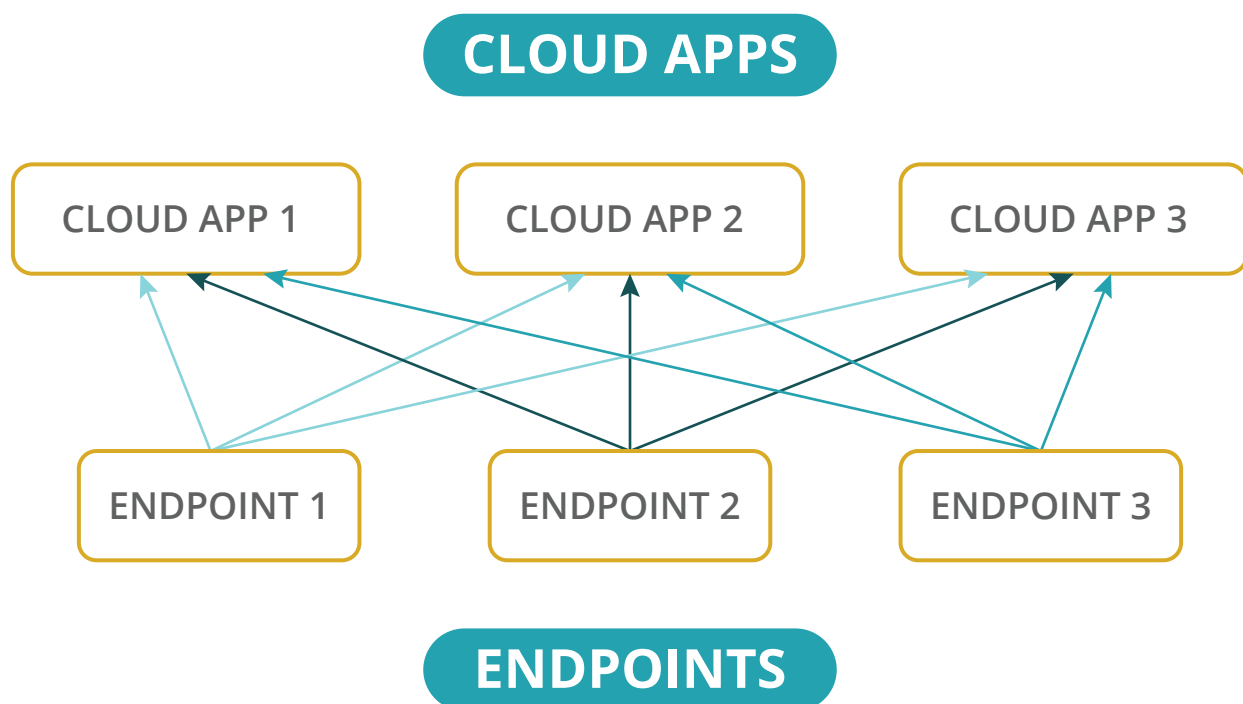 CLOUD APPS
CLOUD APP 1
CLOUD APP 2
CLOUD APP 3
ENDPOINT 1
ENDPOINT 2
ENDPOINT 3
ENDPOINTS